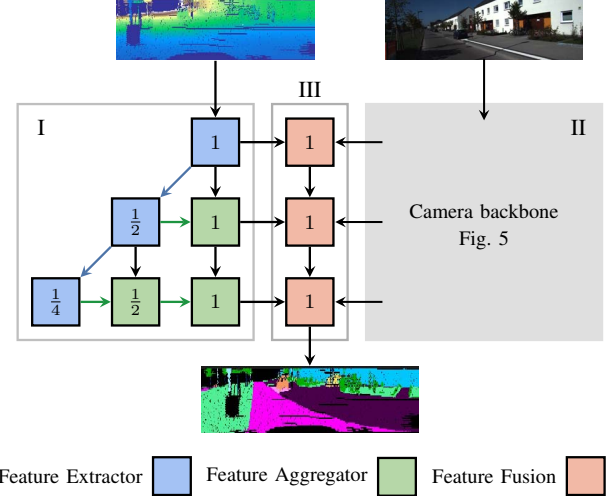 III
I
II
1
1
1/2
1
1
Camera backbone
Fig. 5
1/4
1/2
1
1
Feature Extractor
Feature Aggregator
Feature Fusion